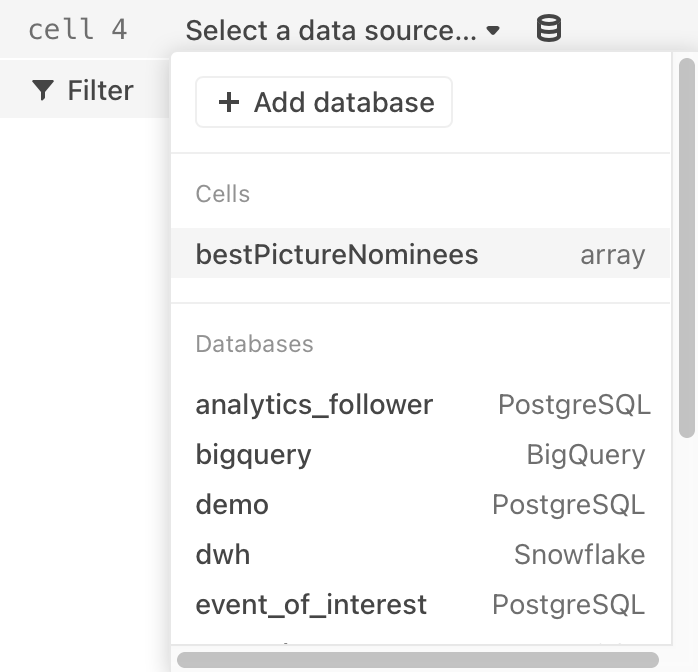 cell 4 Select a data source...
Filter
+ Add database
Cells
bestPictureNominees array
Databases
analytics_follower PostgreSQL
bigquery BigQuery
demo PostgreSQL
dwh Snowflake
event_of_interest PostgreSQL